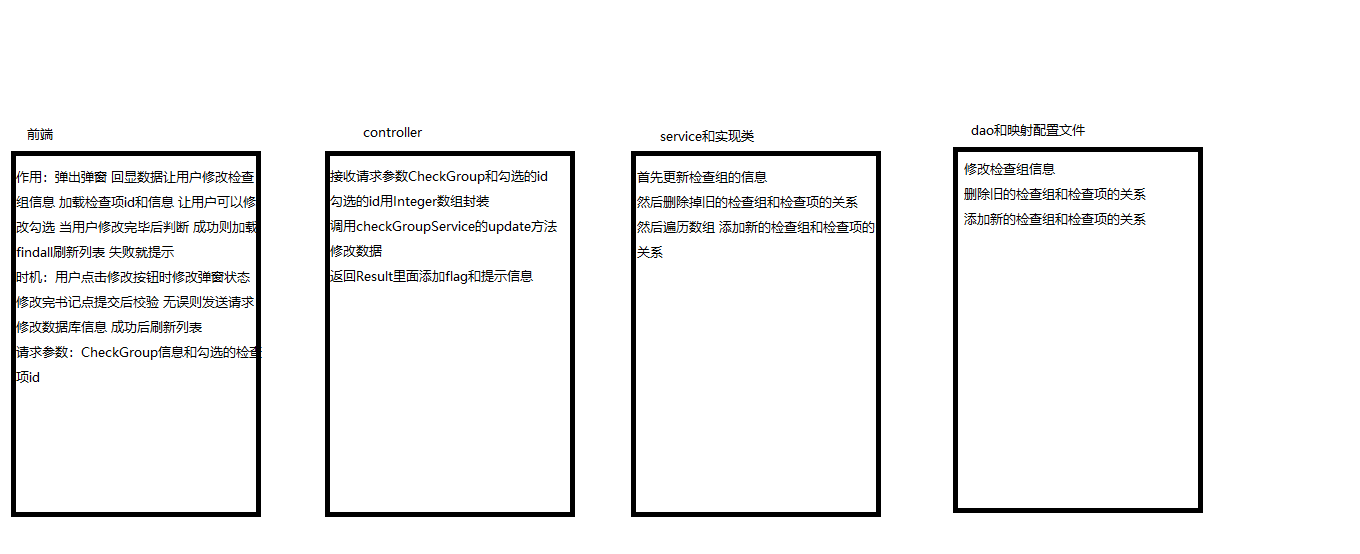 前端
作用：弹出弹窗 回显数据让用户修改检查
组信息 加载检查项id和信息 让用户可以修
改勾选 当用户修改完毕后判断 成功则加载
findall刷新列表 失败就提示
时机：用户点击修改按钮时修改弹窗状态
修改完书记点提交后校验 无误则发送请求
修改数据库信息 成功后刷新列表
请求参数：CheckGroup信息和勾选的检查
项id
controller
接收请求参数CheckGroup和勾选的id
勾选的id用Integer数组封装
调用checkGroupService的update方法
修改数据
返回Result里面添加flag和提示信息
service和实现类
首先更新检查组的信息
然后删除掉旧的检查组和检查项的关系
然后遍历数组 添加新的检查组和检查项的
关系
dao和映射配置文件
修改检查组信息
删除旧的检查组和检查项的关系
添加新的检查组和检查项的关系